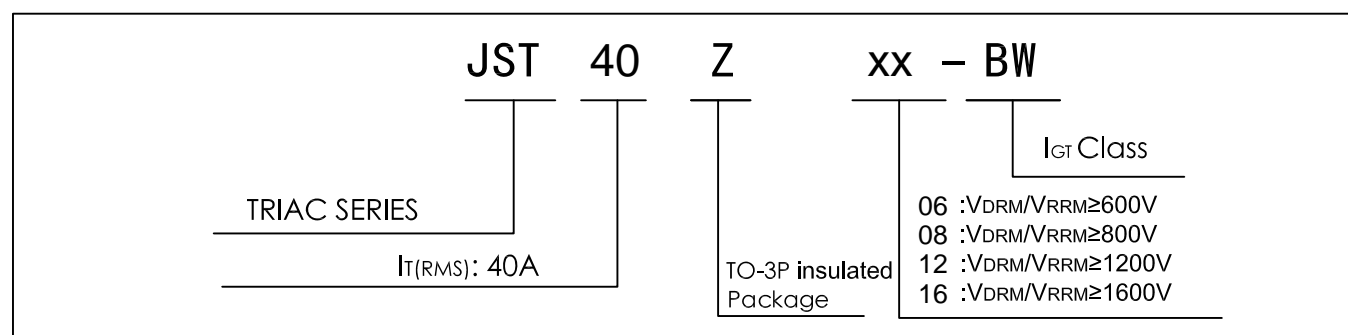 JST 40 Z xx - BW
IGT Class
TRIAC SERIES
IT(RMS): 40A
TO-3P insulated
Package
06 :VDRM/VRRM≥600V
08 :VDRM/VRRM≥800V
12 :VDRM/VRRM≥1200V
16 :VDRM/VRRM≥1600V